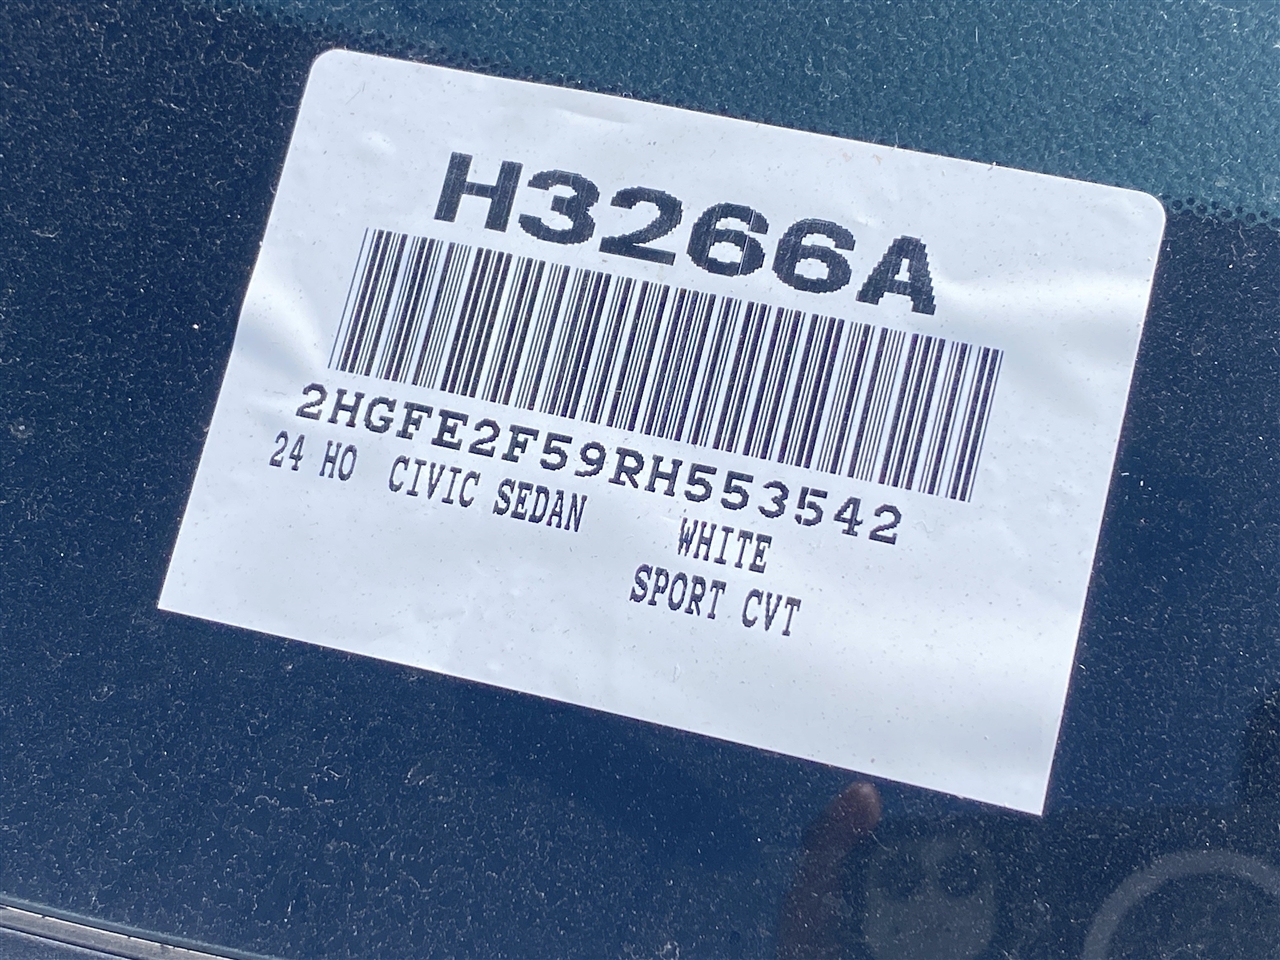 H3266A
2HGFE2F59RH553542
24 HO CIVIC SEDAN WHITE
SPORT CVT